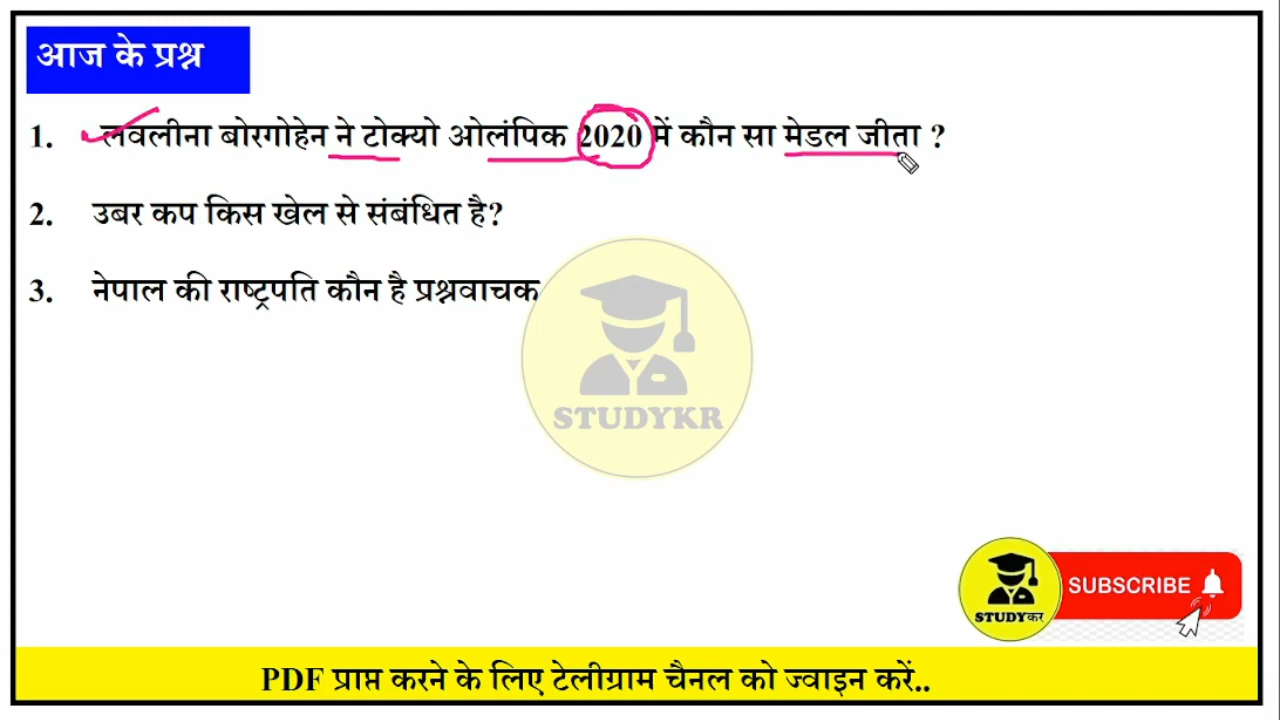 आज के प्रश्न
1. लवलीना बोरगोहेन ने टोक्यो ओलंपिक 2020 में कौन सा मेडल जीता ?
2. उबर कप किस खेल से संबंधित है?
3. नेपाल की राष्ट्रपति कौन है प्रश्नवाचक
STUDYKR
SUBSCRIBE
STUDYकर
PDF प्राप्त करने के लिए टेलीग्राम चैनल को ज्वाइन करें..